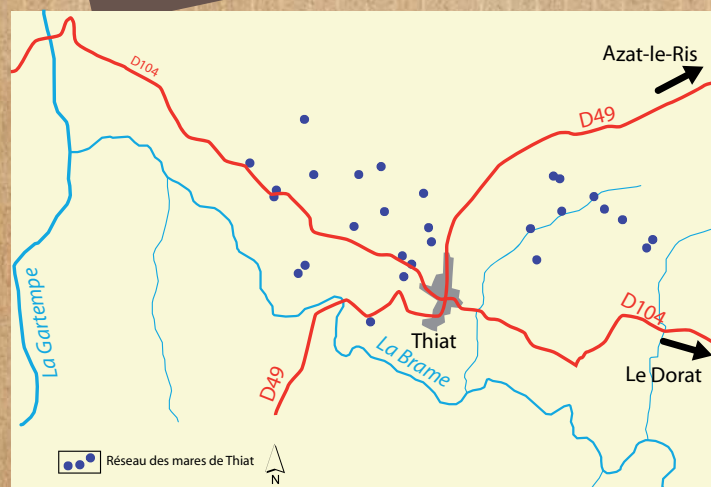 Azat-le-Ris
D104
D49
La Gartempe
Thiat
D104
La Brame
Le Dorat
D49
Réseau des mares de Thiat
N